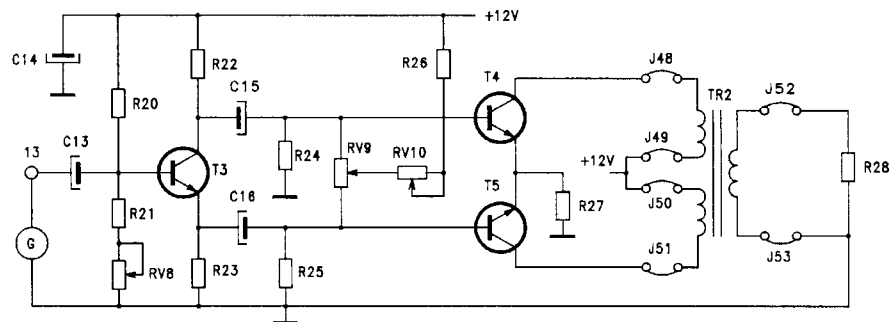 +12V
C14
R22
R26
J48
C15
T4
TR2
J52
R20
C13
J49
13
T3
R24
RV9
RV10
+12V
R28
C16
T5
R21
R27
J50
G
J51
J53
RV8
R23
R25